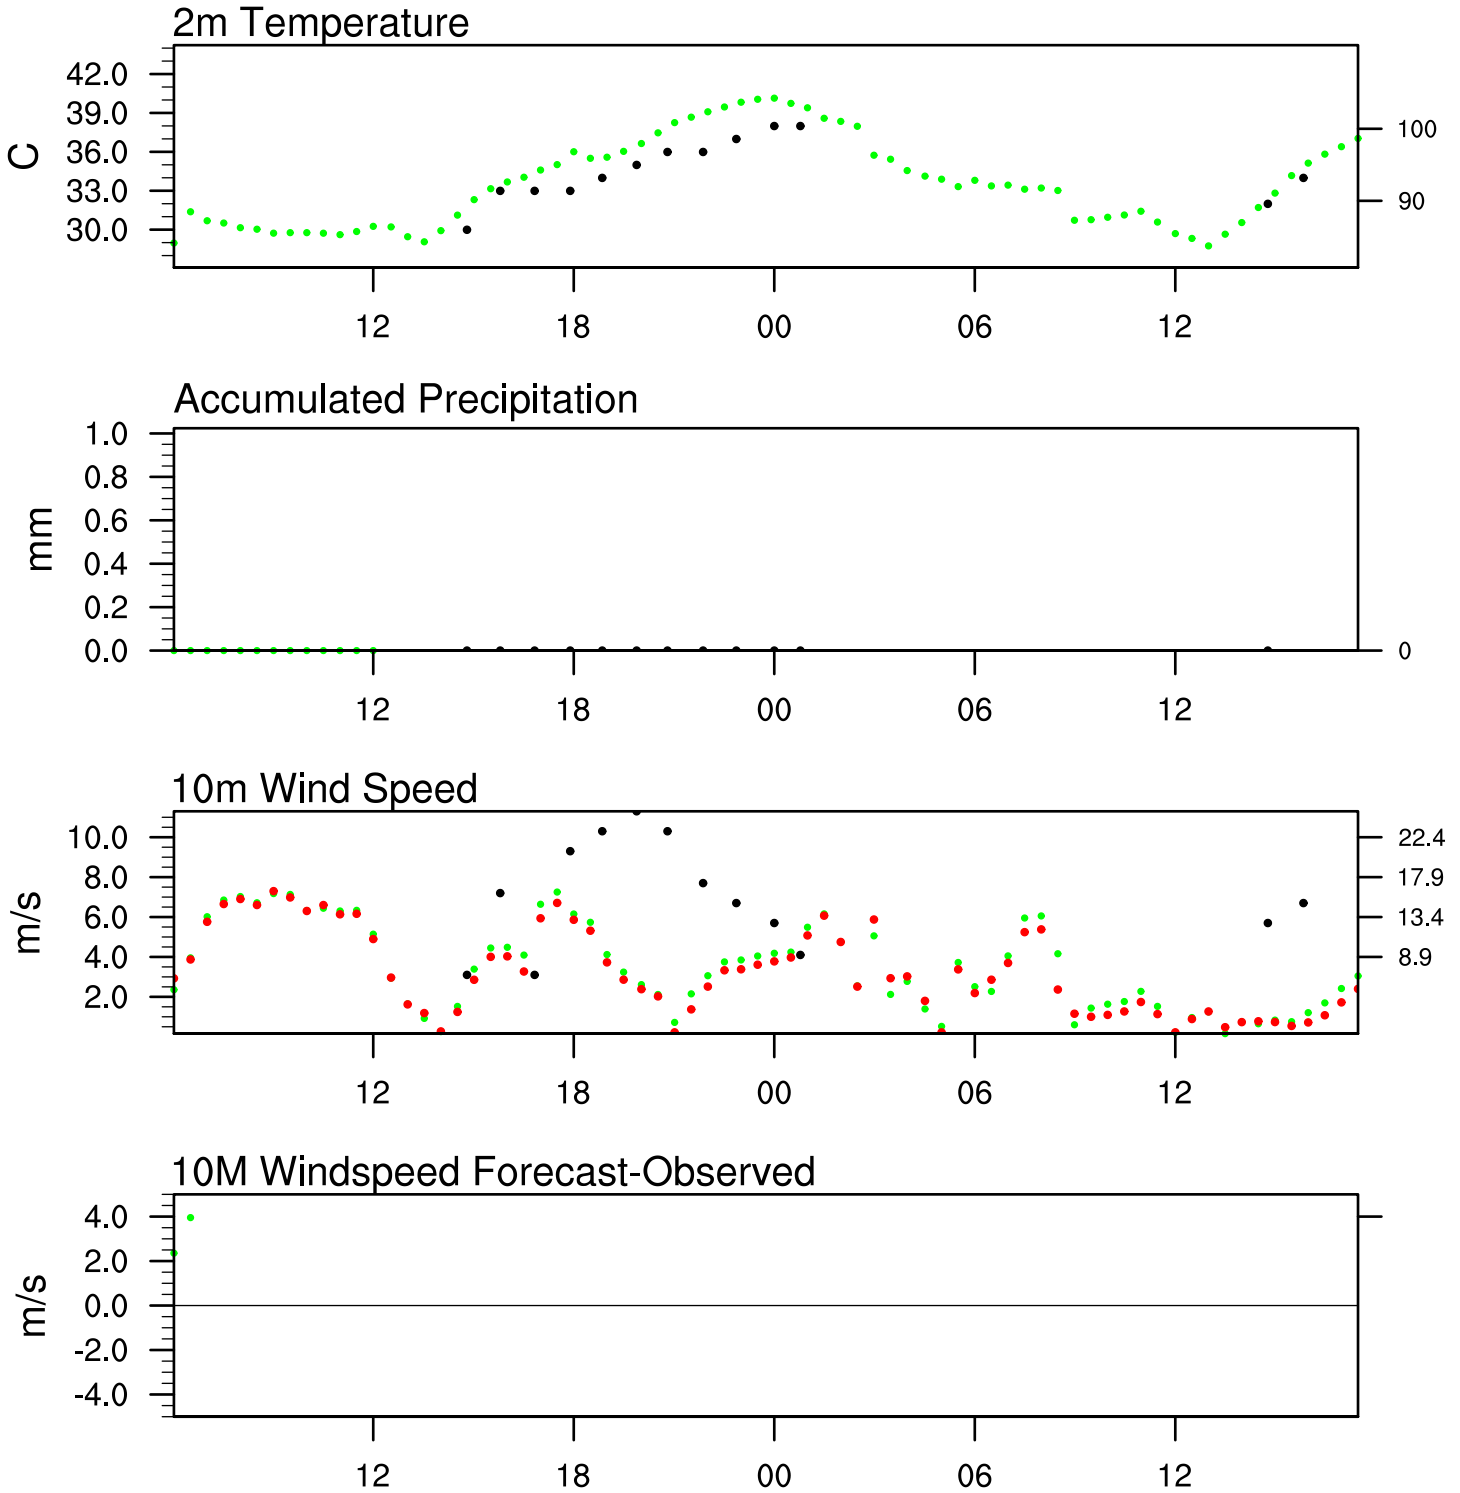 2m Temperature
42.0
39.0
36.0
33.0
30.0
C
100
90
12 18 00 06 12
Accumulated Precipitation
1.0
0.8
0.6
0.4
0.2
0.0
mm
0
12 18 00 06 12
10m Wind Speed
10.0
8.0
6.0
4.0
2.0
m/s
22.4
17.9
13.4
8.9
12 18 00 06 12
10M Windspeed Forecast-Observed
4.0
2.0
0.0
-2.0
-4.0
m/s
12 18 00 06 12